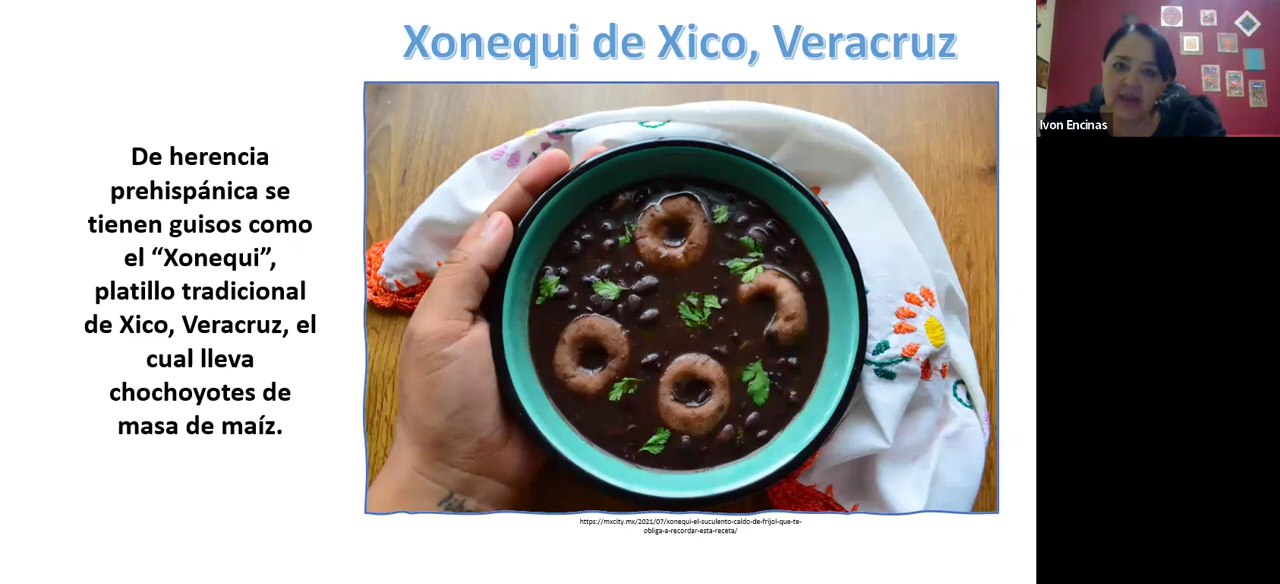 Xonequi de Xico, Veracruz
De herencia
prehispánica se
tienen guisos como
el “Xonequi”,
platillo tradicional
de Xico, Veracruz, el
cual lleva
chochoyotes de
masa de maíz.
https://mxcity.mx/2021/07/xonequi-el-suculento-caldo-de-frijol-que-te-
obliga-a-recordar-esta-receta/
Ivon Encinas